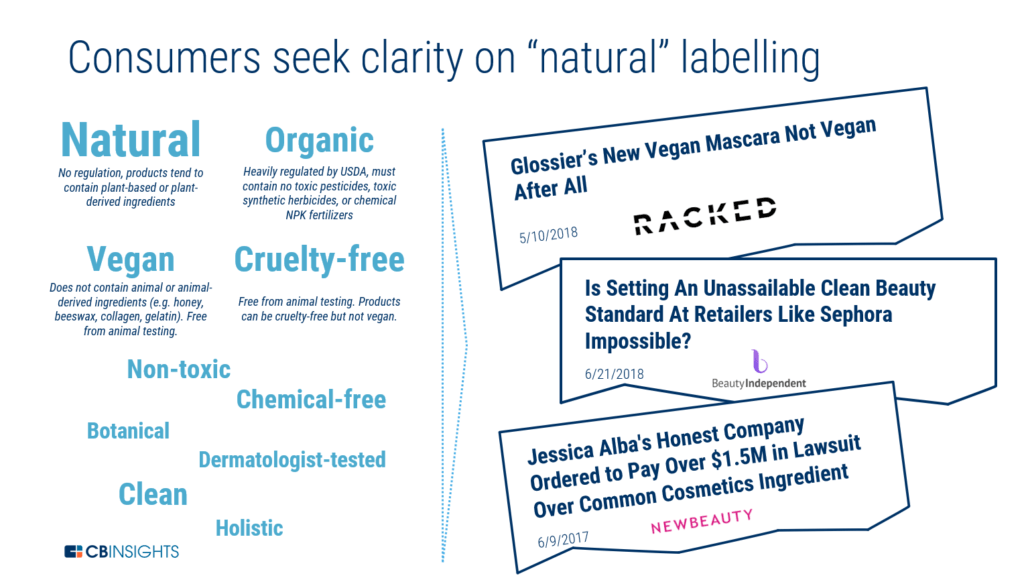 Consumers seek clarity on “natural” labelling
Natural
No regulation, products tend to
contain plant-based or plant-
derived ingredients
Organic
Heavily regulated by USDA, must
contain no toxic pesticides, toxic
synthetic herbicides, or chemical
NPK fertilizers
Vegan
Does not contain animal or animal-
derived ingredients (e.g. honey,
beeswax, collagen, gelatin). Free
from animal testing.
Cruelty-free
Free from animal testing. Products
can be cruelty-free but not vegan.
Non-toxic
Chemical-free
Botanical
Dermatologist-tested
Clean
Holistic
CBINSIGHTS
Glossier’s New Vegan Mascara Not Vegan
After All
RACKED
5/10/2018
Is Setting An Unassailable Clean Beauty
Standard At Retailers Like Sephora
Impossible?
6/21/2018
BeautyIndependent
Jessica Alba's Honest Company
Ordered to Pay Over $1.5M in Lawsuit
Over Common Cosmetics Ingredient
NEWBEAUTY
6/9/2017